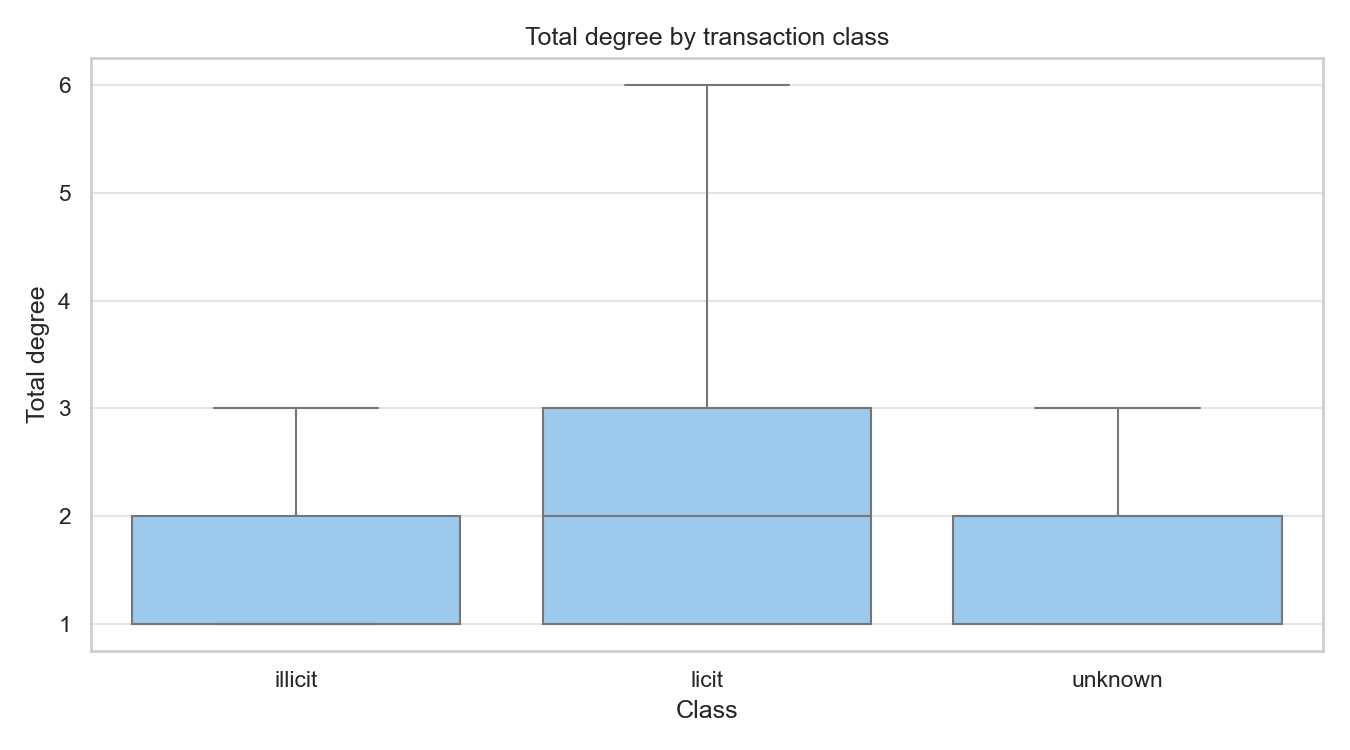 Total degree by transaction class
Total degree
6
5
4
3
2
1
illicit
licit
unknown
Class